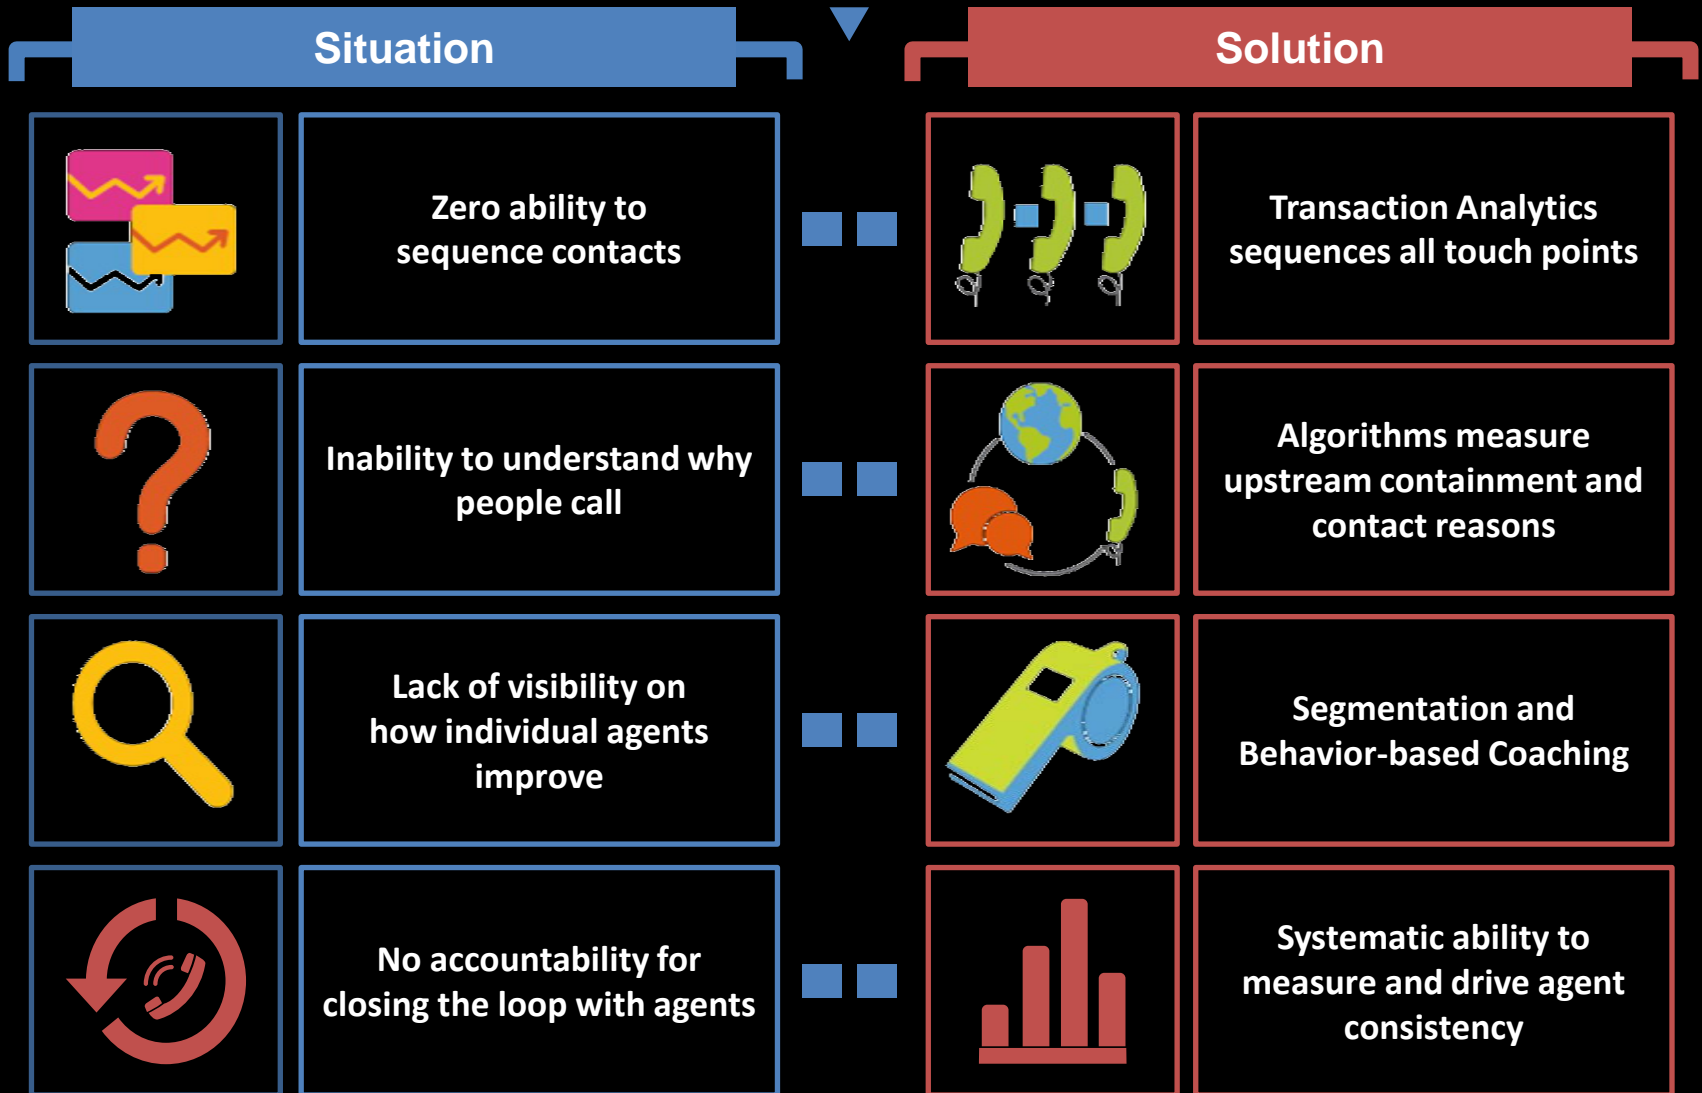 Situation
Solution
Zero ability to
sequence contacts
Transaction Analytics
sequences all touch points
Inability to understand why
people call
Algorithms measure
upstream containment and
contact reasons
Lack of visibility on
how individual agents
improve
Segmentation and
Behavior-based Coaching
No accountability for
closing the loop with agents
Systematic ability to
measure and drive agent
consistency